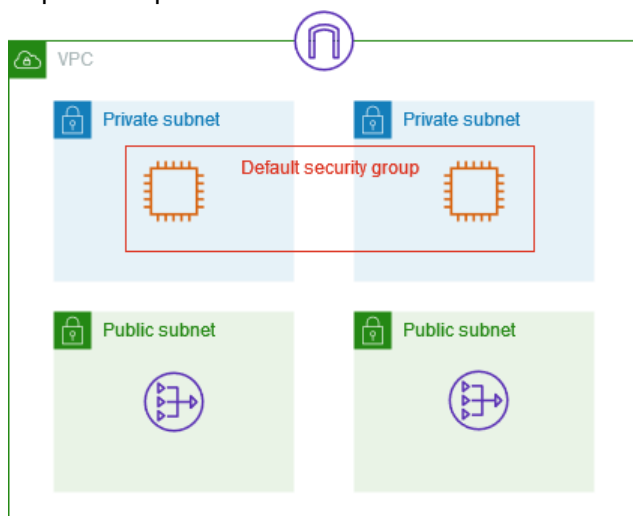 VPC
Private subnet
Private subnet
Default security group
Public subnet
Public subnet